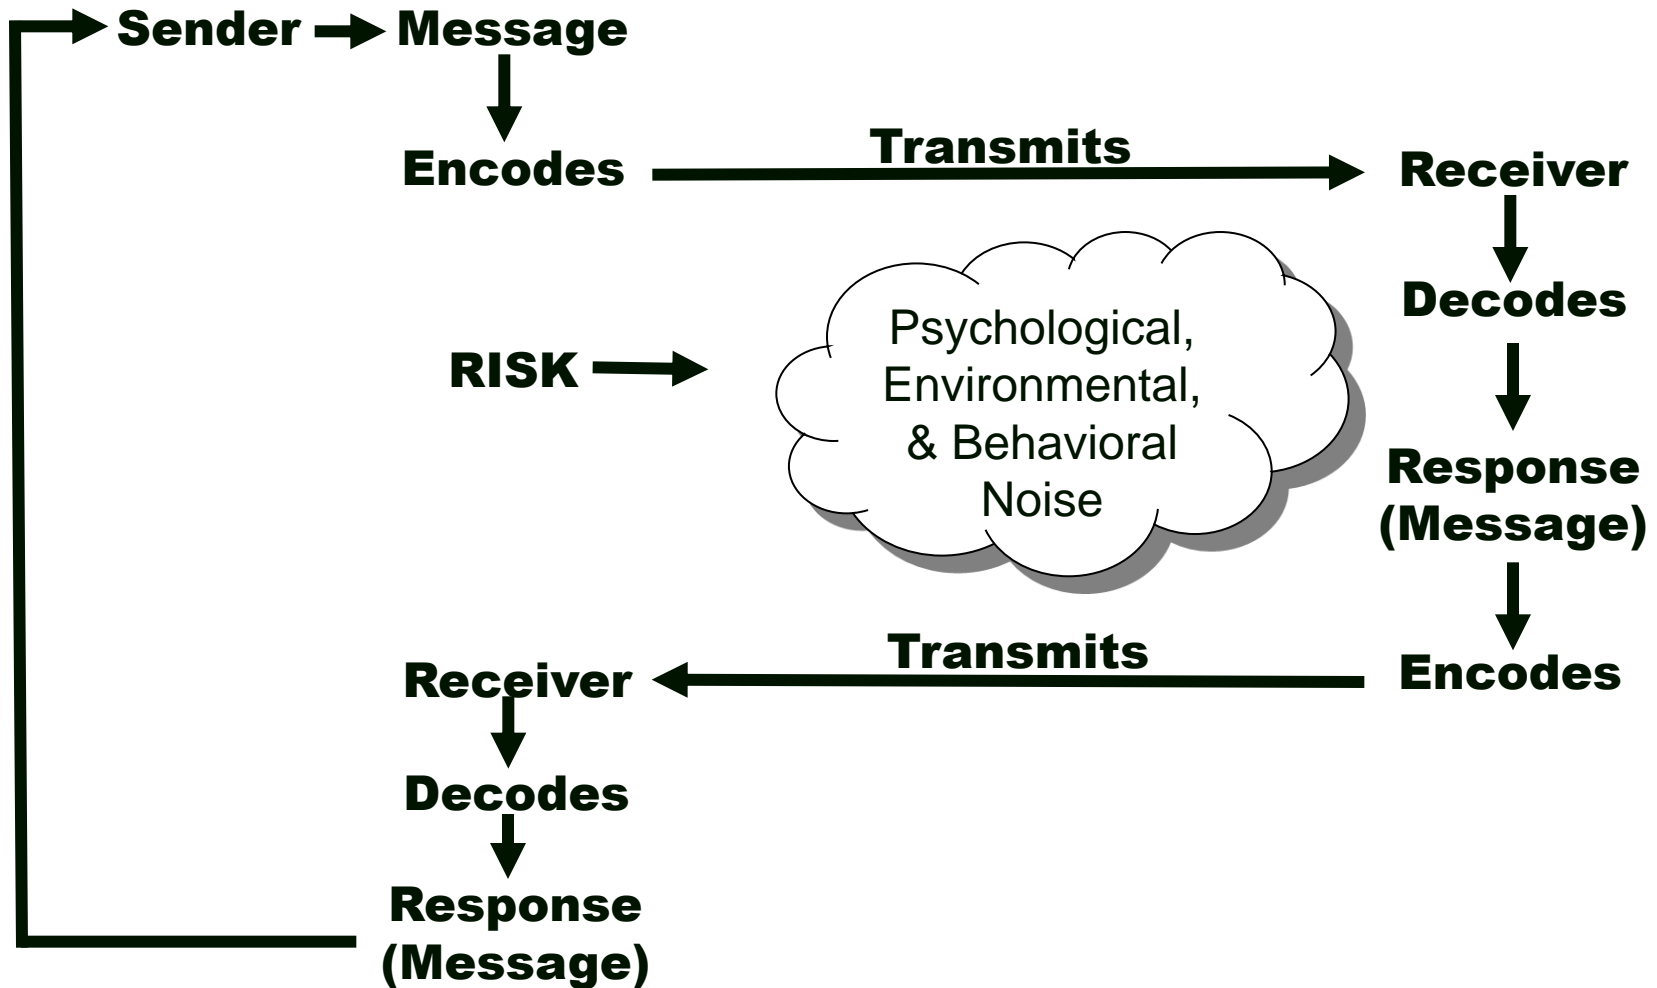 Sender
Message
Encodes
Transmits
Receiver
Decodes
RISK
Psychological,
Environmental,
& Behavioral
Noise
Response
(Message)
Encodes
Transmits
Receiver
Decodes
Response
(Message)